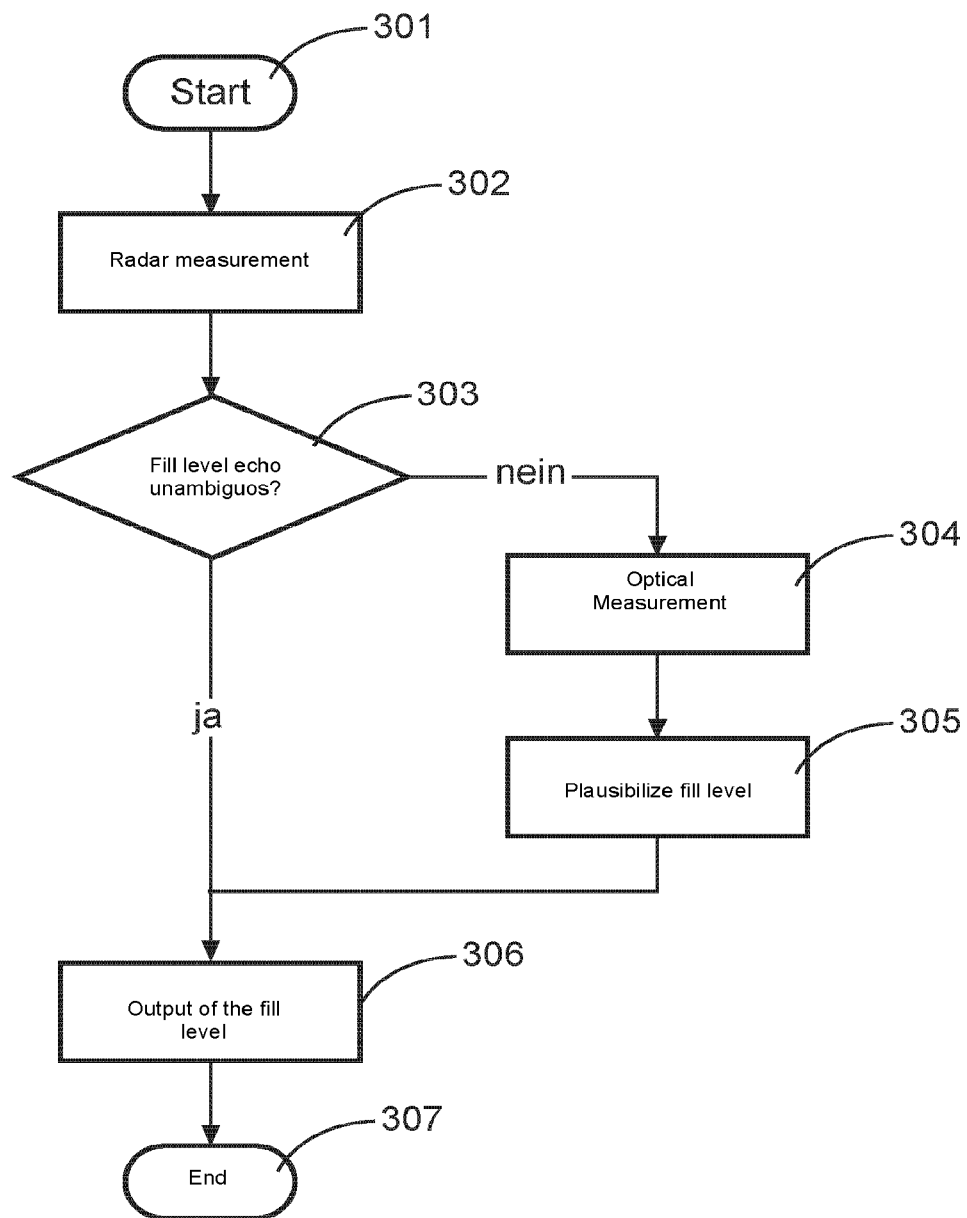 301
Start
302
Radar measurement
303
Fill level echo
unambiguos?
nein
304
Optical
Measurement
ja
305
Plausibilize fill level
306
Output of the fill
level
307
End